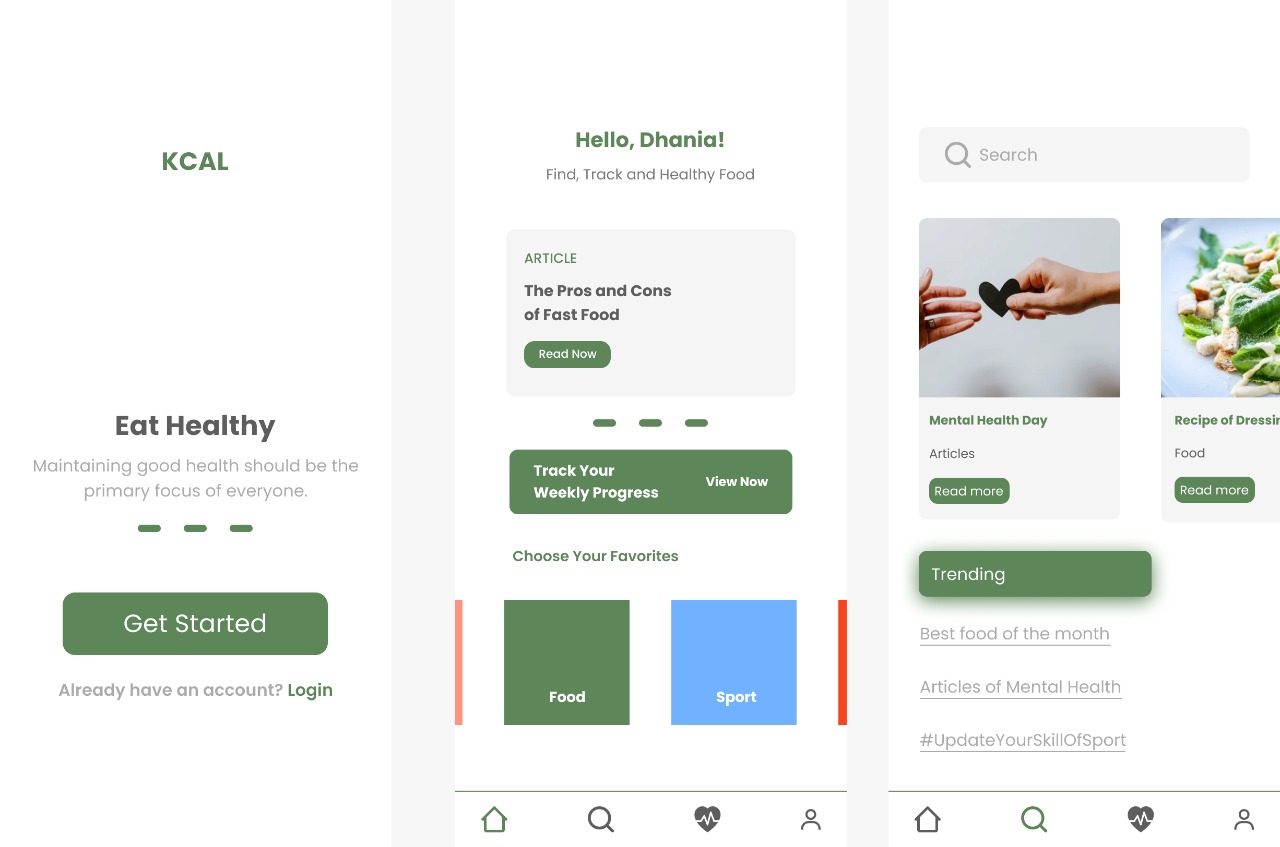 KCAL
Eat Healthy
Maintaining good health should be the
primary focus of everyone.
Get Started
Already have an account? Login
Hello, Dhania!
Find, Track and Healthy Food
ARTICLE
The Pros and Cons
of Fast Food
Read Now
Track Your
Weekly Progress
View Now
Choose Your Favorites
Food
Sport
Search
Mental Health Day
Articles
Read more
Recipe of
Food
Read more
Trending
Best food of the month
Articles of Mental Health
#UpdateYourSkillOfSport